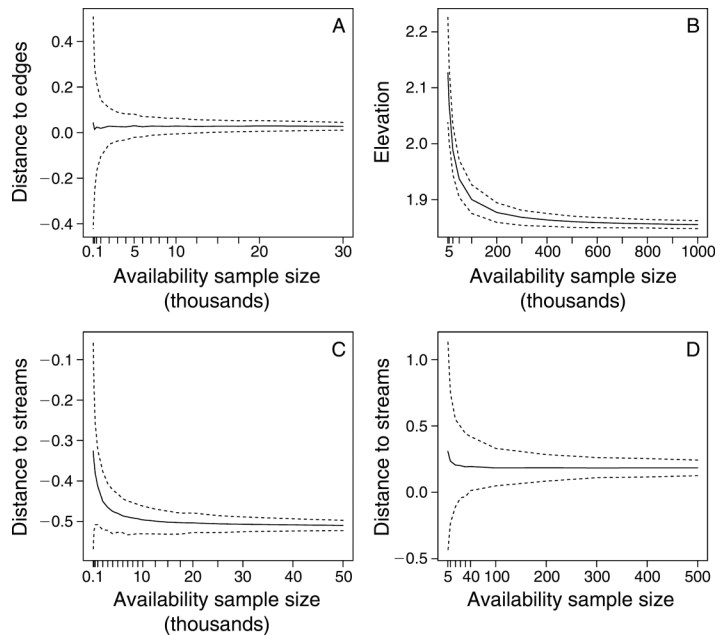 A
Distance to edges
0.4
0.2
0.0
−0.2
−0.4
0.1 5 10 20 30
Availability sample size
(thousands)
B
Elevation
2.2
2.1
2.0
1.9
5 200 400 600 800 1000
Availability sample size
(thousands)
C
Distance to streams
−0.1
−0.2
−0.3
−0.4
−0.5
0.1 10 20 30 40 50
Availability sample size
(thousands)
D
Distance to streams
1.0
0.5
0.0
−0.5
5 40 100 200 300 400 500
Availability sample size